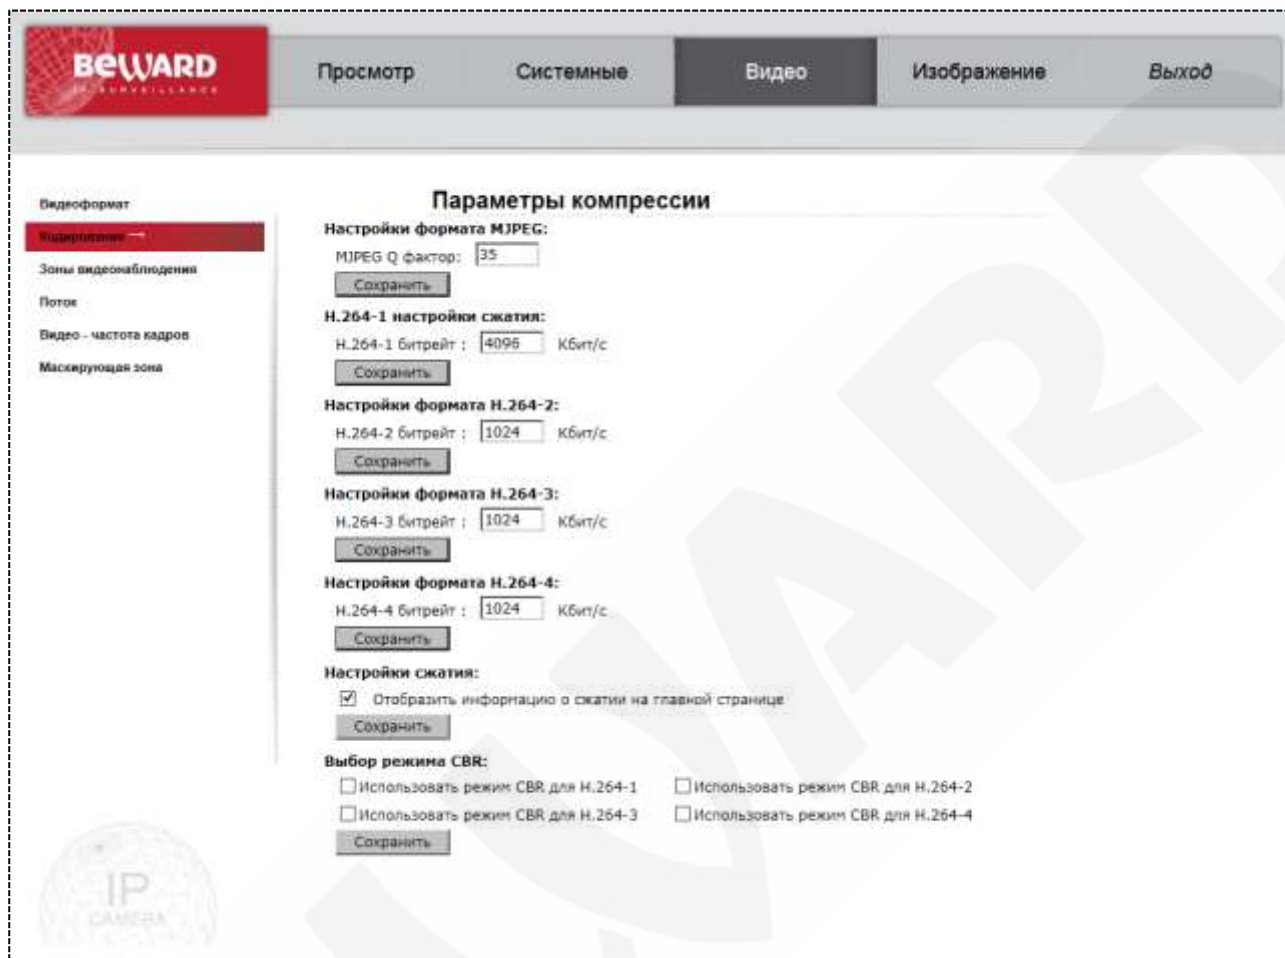 BEWARD
IP SURVEILLANCE
Просмотр Системные Видео Изображение Выход
Видеоформат
Кодирование →
Зоны видеонаблюдения
Поток
Видео - частота кадров
Маскирующая зона
Параметры компрессии
Настройки формата MJPEG:
MJPEG Q фактор: 35
Сохранить
H.264-1 настройки сжатия:
H.264-1 битрейт : 4096 Кбит/с
Сохранить
Настройки формата H.264-2:
H.264-2 битрейт : 1024 Кбит/с
Сохранить
Настройки формата H.264-3:
H.264-3 битрейт : 1024 Кбит/с
Сохранить
Настройки формата H.264-4:
H.264-4 битрейт : 1024 Кбит/с
Сохранить
Настройки сжатия:
Отобразить информацию о сжатии на главной странице
Сохранить
Выбор режима CBR:
Использовать режим CBR для H.264-1 Использовать режим CBR для H.264-2
Использовать режим CBR для H.264-3 Использовать режим CBR для H.264-4
Сохранить
IP
CAMERA